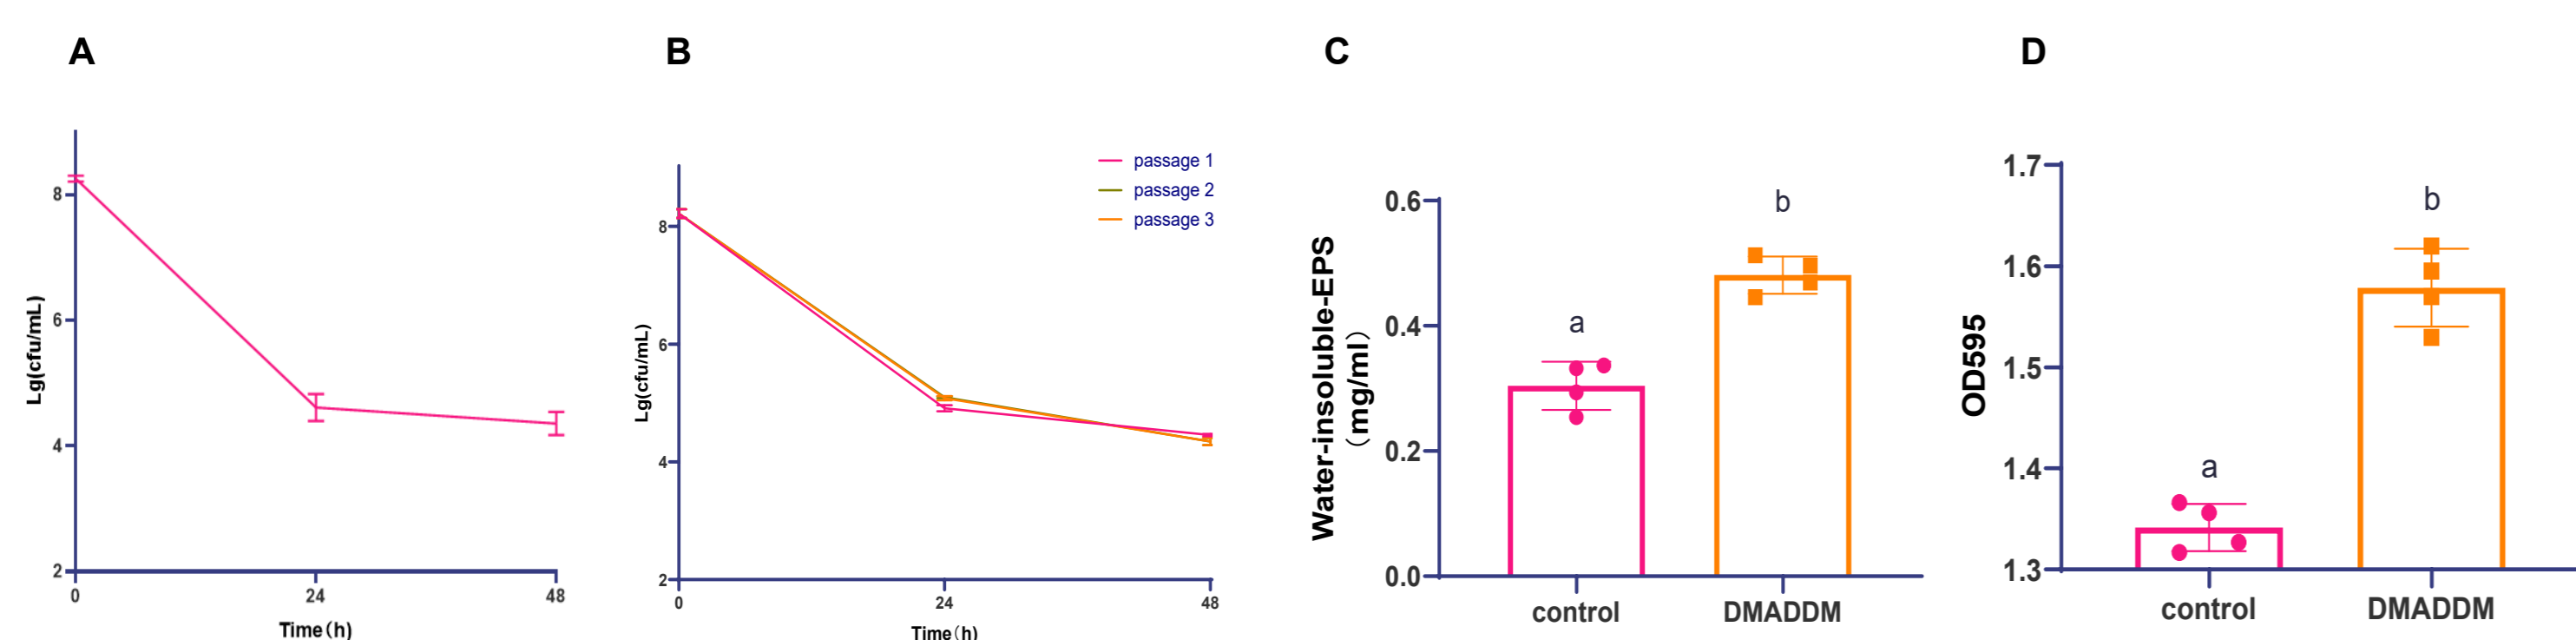 A
B
C
D
Lg(cfu/mL)
8
6
4
2
0
24
48
Time(h)
passage 1
passage 2
passage 3
Lg(cfu/mL)
8
6
4
2
0
24
48
Time(h)
Water-insoluble-EPS
(mg/ml)
0.6
0.4
0.2
0.0
a
b
control
DMADDM
OD595
1.7
1.6
1.5
1.4
1.3
a
b
control
DMADDM